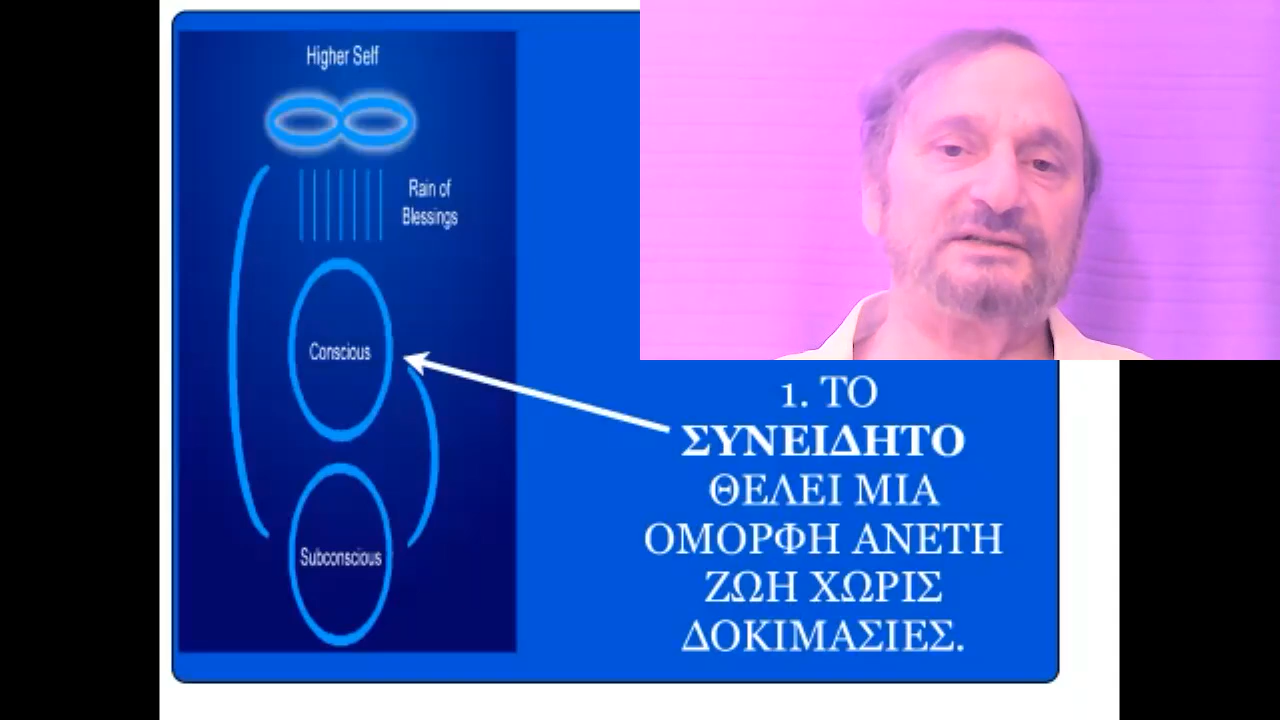 Higher Self
Rain of
Blessings
Conscious
Subconscious
1. ΤΟ
ΣΥΝΕΙΔΗΤΟ
ΘΕΛΕΙ ΜΙΑ
ΟΜΟΡΦΗ ΑΝΕΤΗ
ΖΩΗ ΧΩΡΙΣ
ΔΟΚΙΜΑΣΙΕΣ.